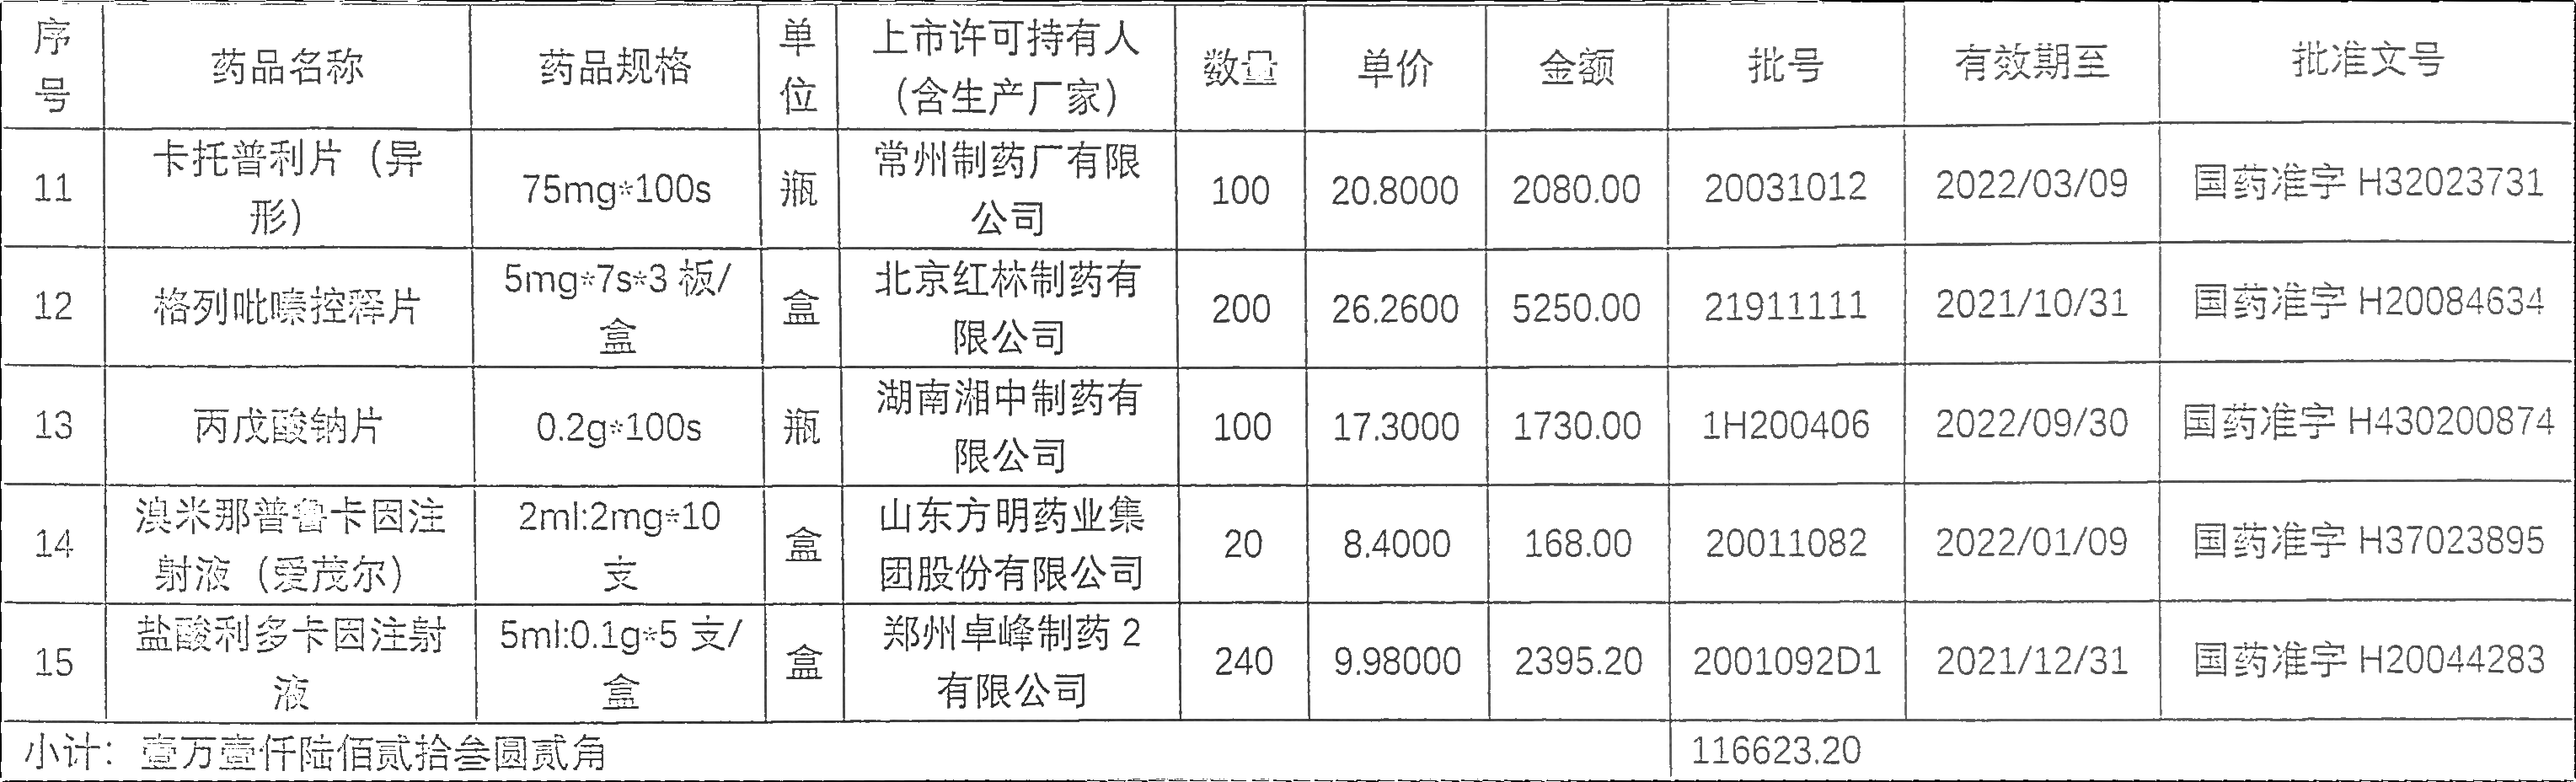 序号 药品名称 药品规格 单位 上市许可持有人（含生产厂家） 数量 单价 金额 批号 有效期至 批准文号
11 卡托普利片（异形） 75mg*100s 瓶 常州制药厂有限公司 100 20.8000 2080.00 20031012 2022/03/09 国药准字 H32023731
12 格列吡嗪控释片 5mg*7s*3 板/盒 盒 北京红林制药有限公司 200 26.2600 5250.00 21911111 2021/10/31 国药准字 H20084634
13 丙戊酸钠片 0.2g*100s 瓶 湖南湘中制药有限公司 100 17.3000 1730.00 1H200406 2022/09/30 国药准字 H430200874
14 溴米那普鲁卡因注射液（爱茂尔） 2ml:2mg*10支 盒 山东方明药业集团股份有限公司 20 8.4000 168.00 20011082 2022/01/09 国药准字 H37023895
15 盐酸利多卡因注射液 5ml:0.1g*5 支/盒 盒 郑州卓峰制药 2有限公司 240 9.98000 2395.20 2001092D1 2021/12/31 国药准字 H20044283
小计：壹万壹仟陆佰贰拾叁圆贰角 116623.20